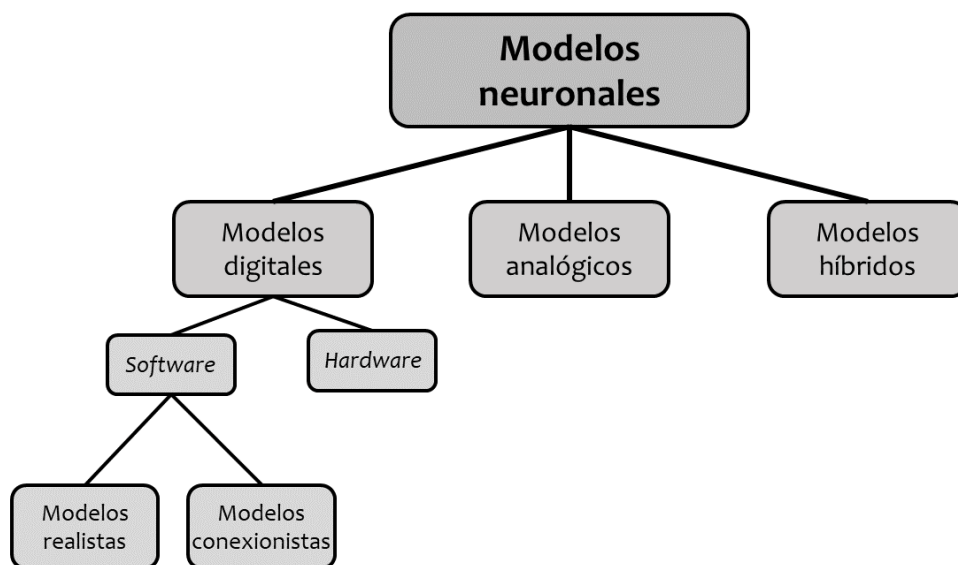 Modelos
neuronales
Modelos
digitales
Modelos
analógicos
Modelos
híbridos
Software
Hardware
Modelos
realistas
Modelos
conexionistas